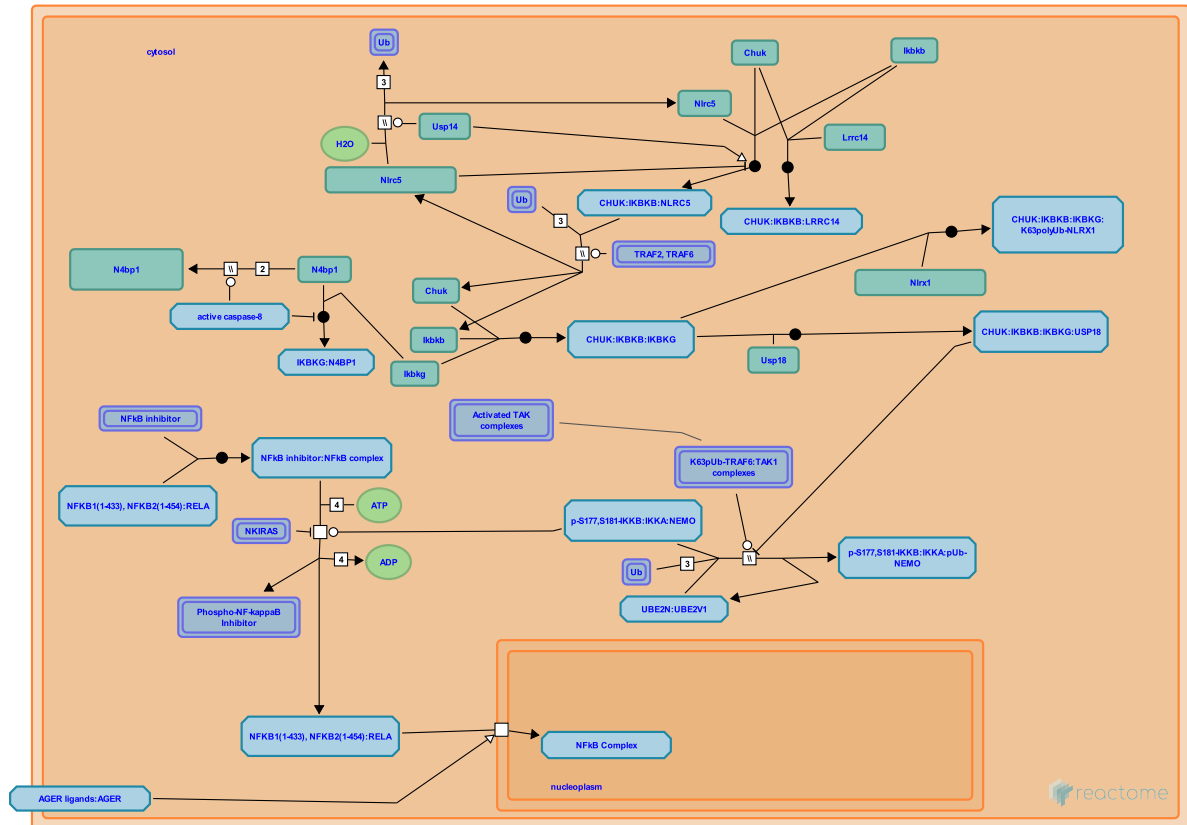 cytosol
Ub
Chuk
Ikbkb
3
Nlrc5
\\
Usp14
H2O
Lrrc14
Nlrc5
Ub
CHUK:IKBKB:NLRC5
CHUK:IKBKB:LRRC14
3
CHUK:IKBKB:IKBKG:
K63polyUb-NLRX1
\\
TRAF2, TRAF6
N4bp1
\\
2
N4bp1
Chuk
Nlrx1
active caspase-8
Ikbkb
CHUK:IKBKB:IKBKG
CHUK:IKBKB:IKBKG:USP18
IKBKG:N4BP1
Ikbkg
Usp18
NFkB inhibitor
Activated TAK
complexes
NFkB inhibitor:NFkB complex
K63pUb-TRAF6:TAK1
complexes
NFKB1(1-433), NFKB2(1-454):RELA
4
ATP
NKIRAS
p-S177,S181-IKKB:IKKA:NEMO
4
ADP
Ub
3
\\
p-S177,S181-IKKB:IKKA:pUb-
NEMO
Phospho-NF-kappaB
Inhibitor
UBE2N:UBE2V1
NFKB1(1-433), NFKB2(1-454):RELA
NFkB Complex
nucleoplasm
AGER ligands:AGER
reactome